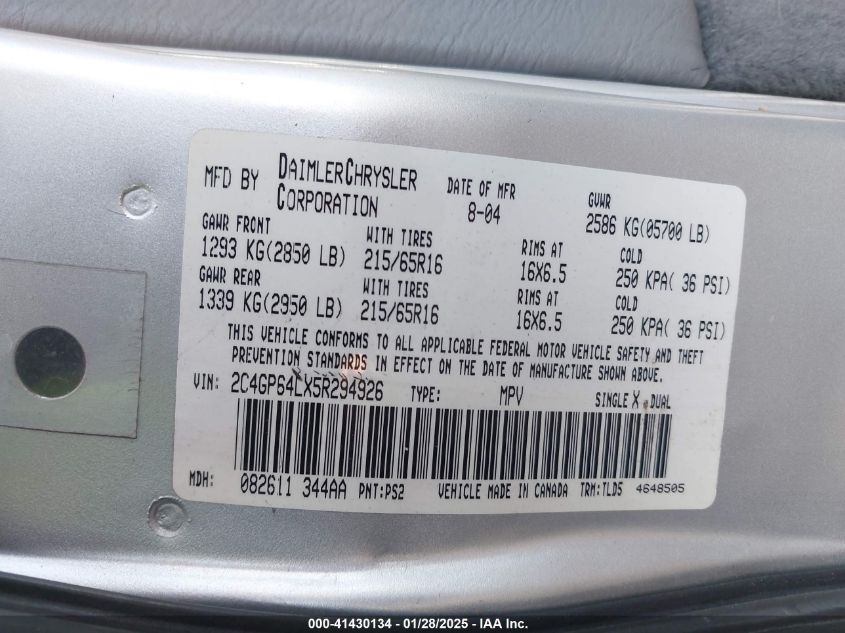 MFD BY DAIMLERCHRYSLER CORPORATION DATE OF MFR 8-04 GVWR 2586 KG(05700 LB)
GAWR FRONT WITH TIRES RIMS AT COLD
1293 KG(2850 LB) 215/65R16 16X6.5 250 KPA( 36 PSI)
GAWR REAR WITH TIRES RIMS AT COLD
1339 KG(2950 LB) 215/65R16 16X6.5 250 KPA( 36 PSI)
THIS VEHICLE CONFORMS TO ALL APPLICABLE FEDERAL MOTOR VEHICLE SAFETY AND THEFT
PREVENTION STANDARDS IN EFFECT ON THE DATE OF MANUFACTURE SHOWN ABOVE.
VIN: 2C4GP64LX5R294926 TYPE: MPV SINGLE X DUAL
MDH: 082611 344AA PNT:PS2 VEHICLE MADE IN CANADA TRM:TLD5 4648505
000-41430134 - 01/28/2025 - IAA Inc.